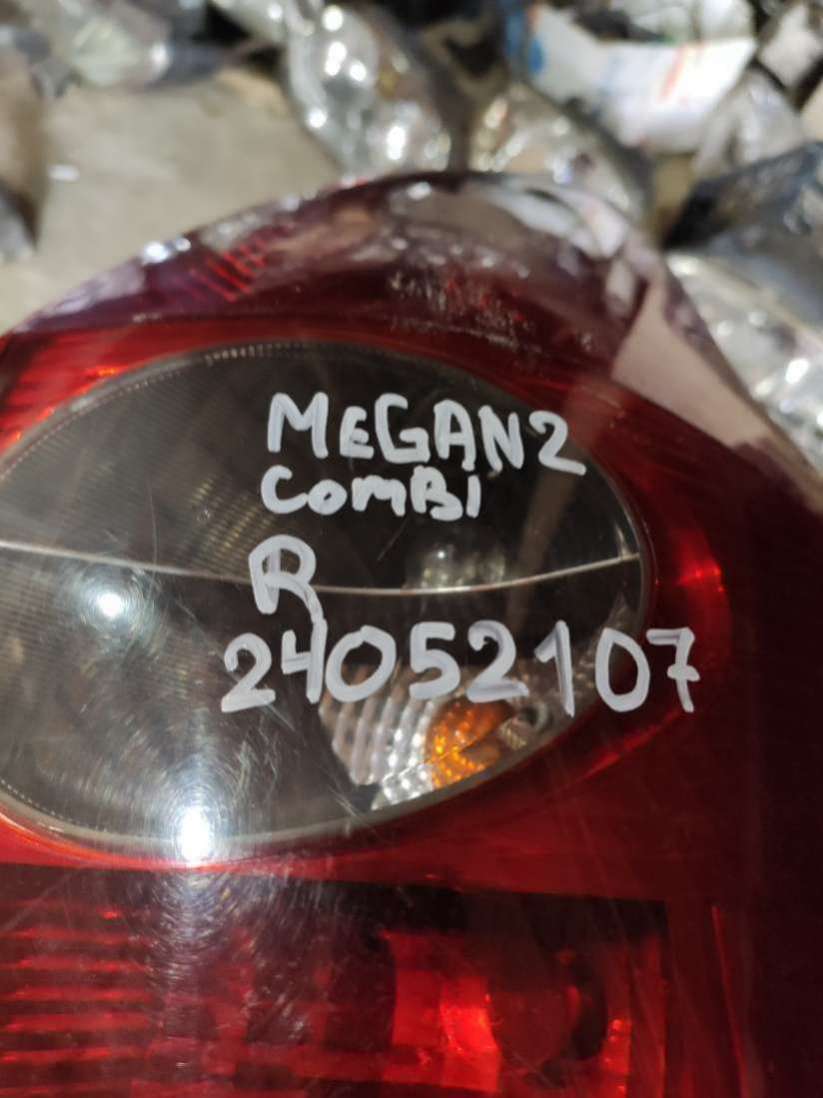 MEGAN2
COMBI
R
24052107